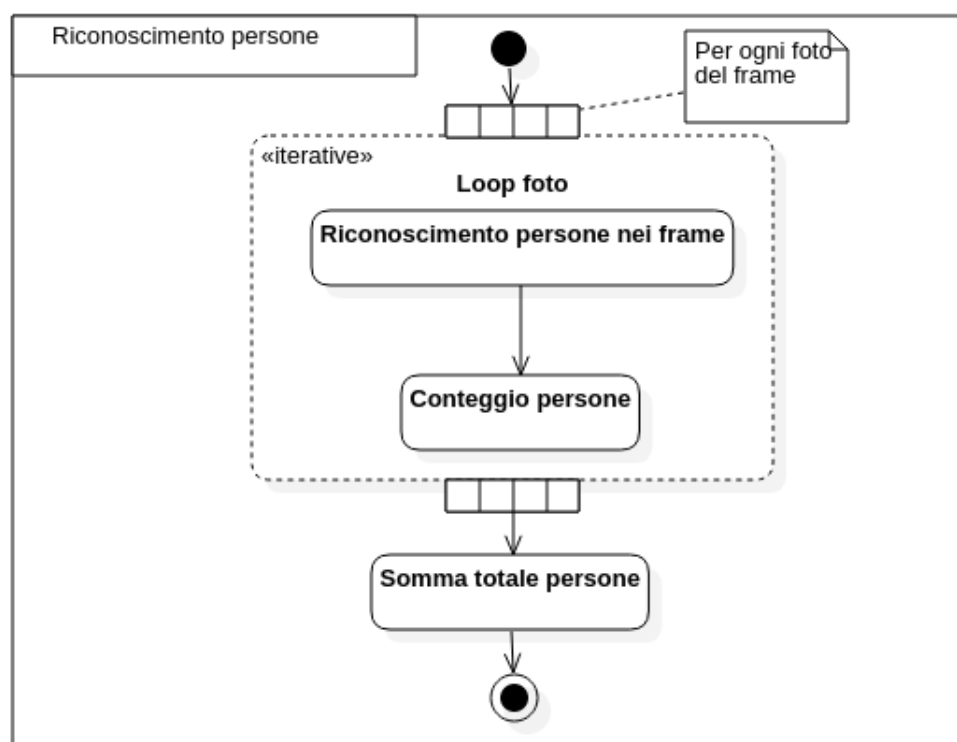 Riconoscimento persone
Per ogni foto
del frame
«iterative»
Loop foto
Riconoscimento persone nei frame
Conteggio persone
Somma totale persone